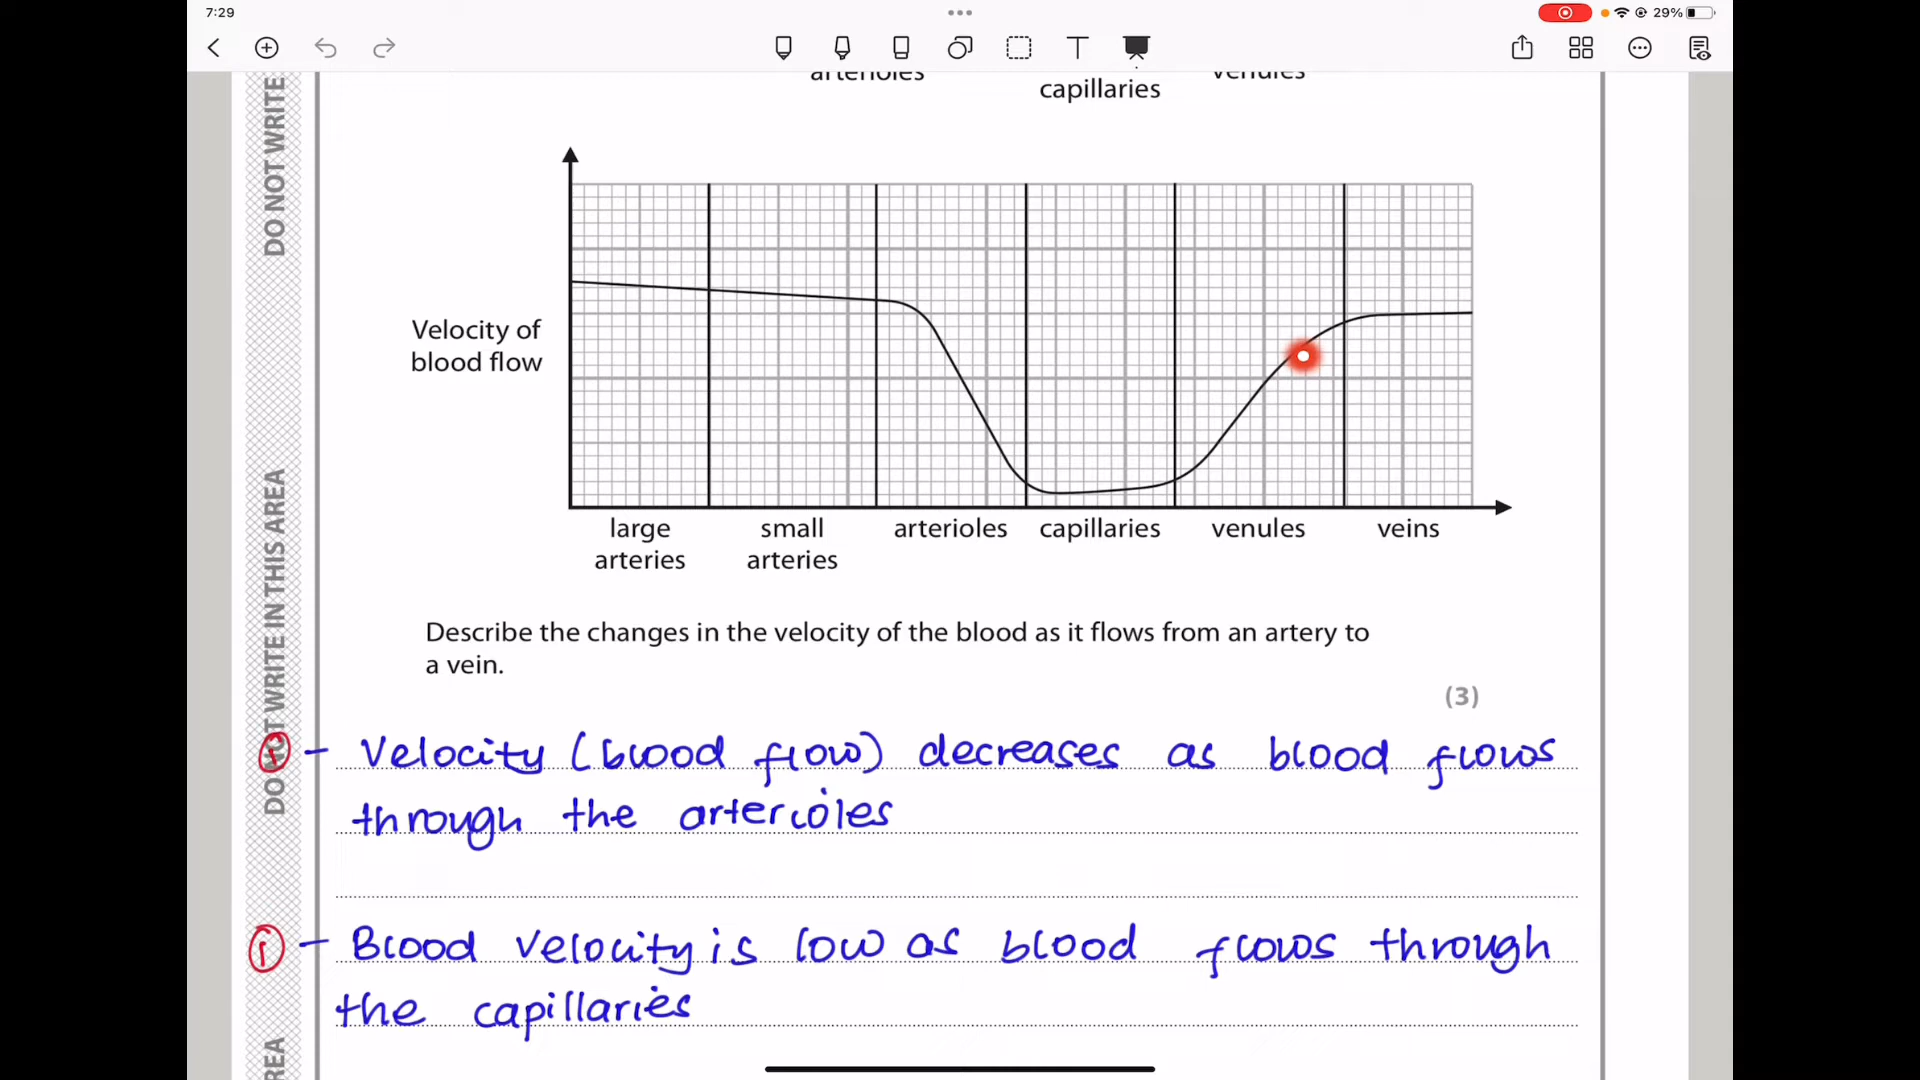 7:29
29%
arterioles
venules
capillaries
DO NOT WRITE
Velocity of
blood flow
large
arteries
small
arteries
arterioles
capillaries
venules
veins
DO NOT WRITE IN THIS AREA
Describe the changes in the velocity of the blood as it flows from an artery to
a vein.
(3)
① - Velocity (blood flow) decreases as blood flows
through the arterioles
① - Blood velocity is low as blood flows through
the capillaries
REA